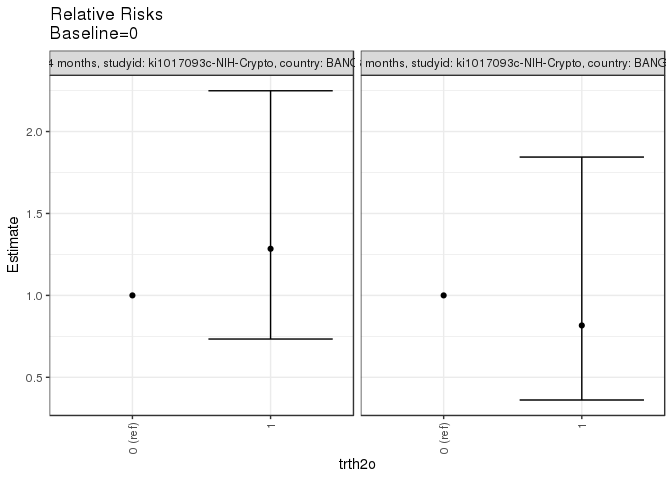 Relative Risks
Baseline=0
4 months, studyid: ki1017093c-NIH-Crypto, country: BANG
months, studyid: ki1017093c-NIH-Crypto, country: BANG
Estimate
2.0
1.5
1.0
0.5
0 (ref)
1
0 (ref)
1
trth2o